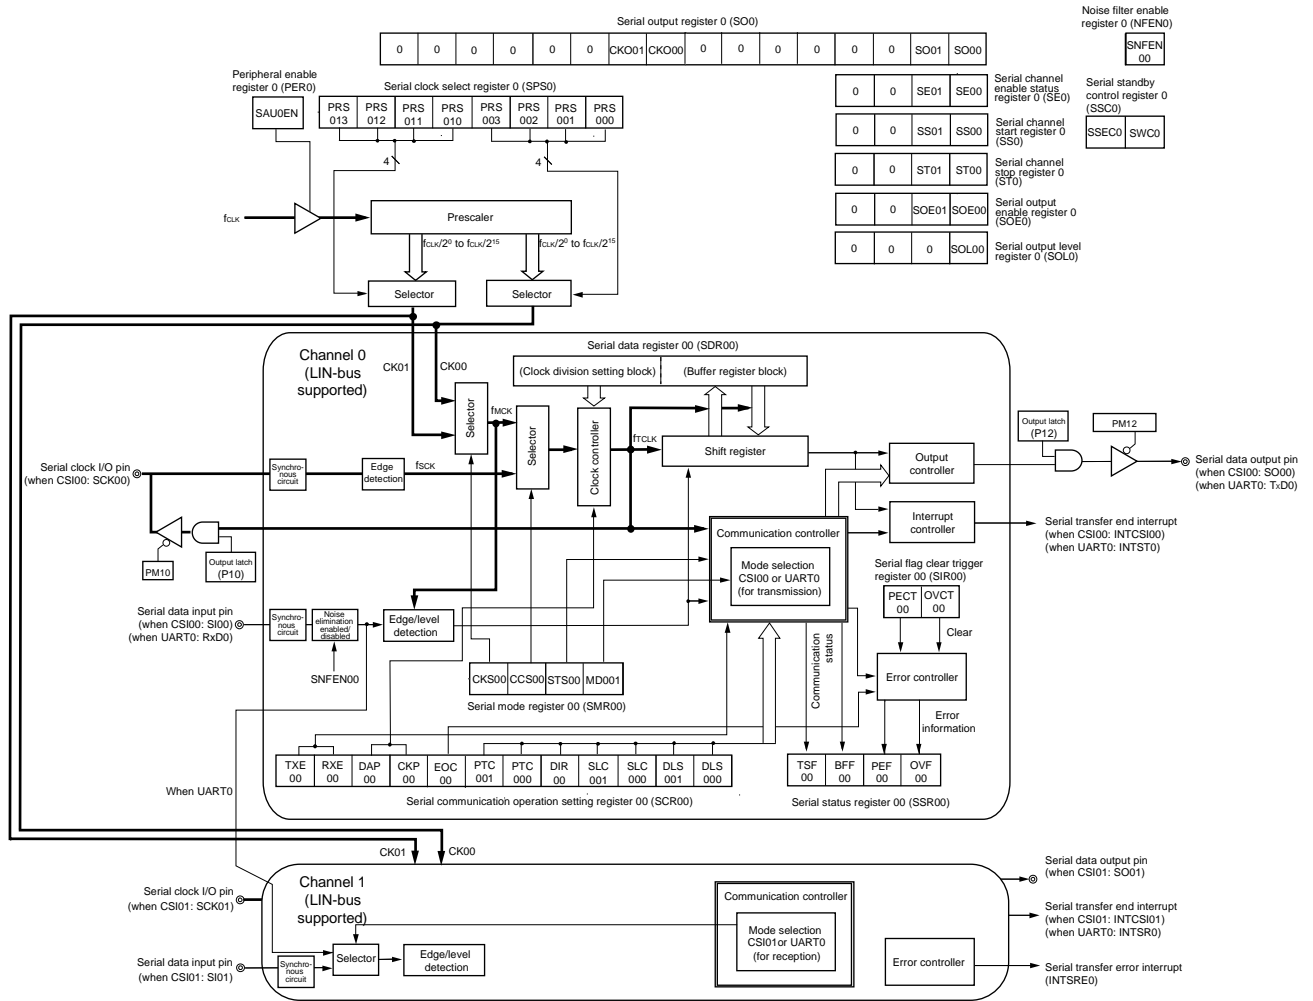 Serial output register 0 (SO0)
0 0 0 0 0 0 CKO01 CKO00 0 0 0 0 0 0 SO01 SO00
Noise filter enable
register 0 (NFEN0)
SNFEN
00
Peripheral enable
register 0 (PER0)
SAU0EN
Serial clock select register 0 (SPS0)
PRS PRS PRS PRS PRS PRS PRS PRS
013 012 011 010 003 002 001 000
4 4
0 0 SE01 SE00
Serial channel
enable status
register 0 (SE0)
0 0 SS01 SS00
Serial channel
start register 0
(SS0)
0 0 ST01 ST00
Serial channel
stop register 0
(ST0)
0 0 SOE01 SOE00
Serial output
enable register 0
(SOE0)
0 0 0 SOL00
Serial output level
register 0 (SOL0)
Serial standby
control register 0
(SSC0)
SSEC0 SWC0
fCLK
Prescaler
fCLK/2⁰ to fCLK/2¹⁵ fCLK/2⁰ to fCLK/2¹⁵
Selector Selector
Channel 0
(LIN-bus
supported)
CK01
CK00
Serial data register 00 (SDR00)
(Clock division setting block) (Buffer register block)
Selector
fMCK
Selector
Clock controller
fTCLK
Shift register
Output
controller
Output latch
(P12)
PM12
Serial data output pin
(when CSI00: SO00)
(when UART0: TxD0)
Serial clock I/O pin
(when CSI00: SCK00)
Synchro-
nous
circuit
Edge
detection
fSCK
Interrupt
controller
Serial transfer end interrupt
(when CSI00: INTCSI00)
(when UART0: INTST0)
Communication controller
Mode selection
CSI00 or UART0
(for transmission)
PM10
Output latch
(P10)
Serial flag clear trigger
register 00 (SIR00)
PECT OVCT
00 00
Clear
Serial data input pin
(when CSI00: SI00)
(when UART0: RxD0)
Synchro-
nous
circuit
Noise
elimination
enabled/
disabled
Edge/level
detection
SNFEN00
Communication
status
Error controller
Error
information
CKS00 CCS00 STS00 MD001
Serial mode register 00 (SMR00)
TXE RXE DAP CKP EOC PTC PTC DIR SLC SLC DLS DLS
00 00 00 00 00 001 000 00 001 000 001 000
Serial communication operation setting register 00 (SCR00)
TSF BFF PEF OVF
00 00 00 00
Serial status register 00 (SSR00)
When UART0
CK01 CK00
Channel 1
(LIN-bus
supported)
Serial clock I/O pin
(when CSI01: SCK01)
Serial data input pin
(when CSI01: SI01)
Synchro-
nous
circuit
Selector
Edge/level
detection
Communication controller
Mode selection
CSI01or UART0
(for reception)
Error controller
Serial data output pin
(when CSI01: SO01)
Serial transfer end interrupt
(when CSI01: INTCSI01)
(when UART0: INTSR0)
Serial transfer error interrupt
(INTSRE0)